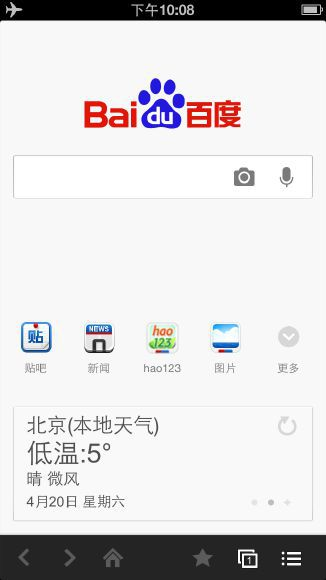 下午10:08
Bai du 百度
贴 NEWS hao 123
贴吧 新闻 hao123 图片 更多
北京(本地天气)
低温:5°
晴 微风
4月20日 星期六
1